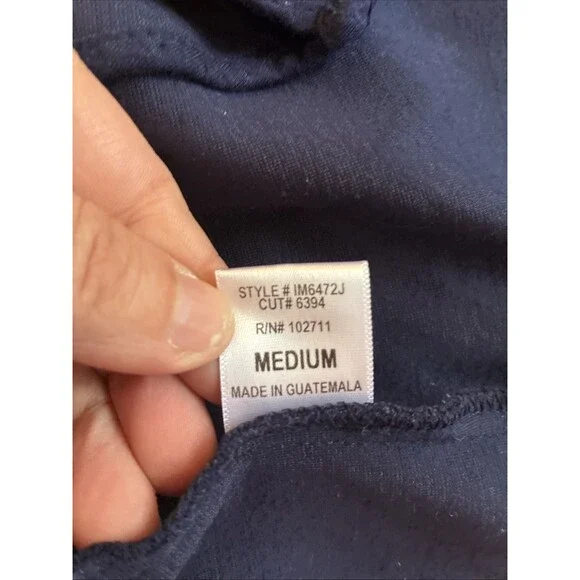 STYLE # IM6472J
CUT# 6394
R/N# 102711
MEDIUM
MADE IN GUATEMALA